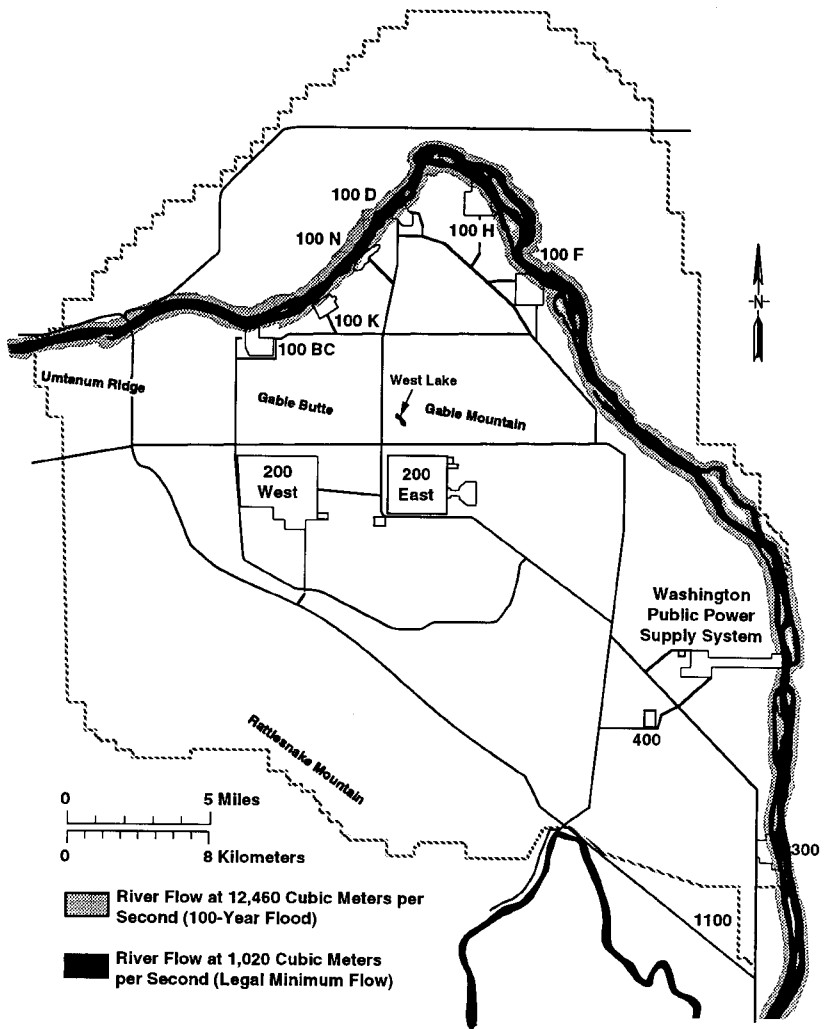 100 D
100 N
100 H
100 F
N
100 K
100 BC
Umtanum Ridge
West Lake
Gable Butte
Gable Mountain
200
West
200
East
Washington
Public Power
Supply System
400
Rattlesnake Mountain
0 5 Miles
0 8 Kilometers
300
1100
River Flow at 12,460 Cubic Meters per
Second (100-Year Flood)
River Flow at 1,020 Cubic Meters
per Second (Legal Minimum Flow)